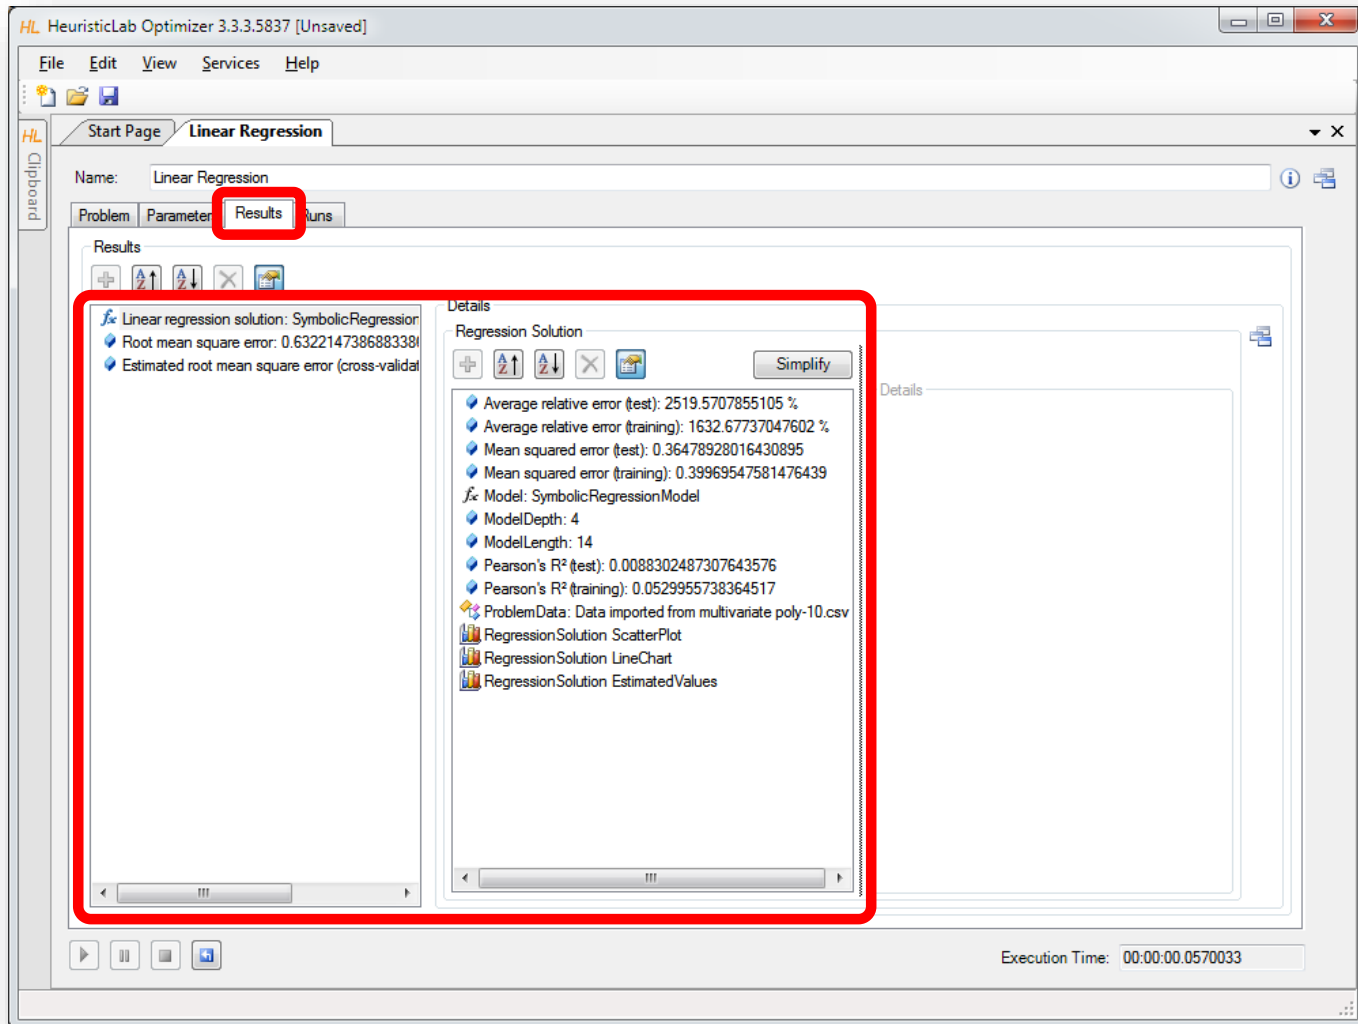 HL HeuristicLab Optimizer 3.3.3.5837 [Unsaved]
File Edit View Services Help
HL Clipboard
Start Page Linear Regression
Name: Linear Regression
Problem Parameter Results Runs
Results
Linear regression solution: SymbolicRegression
Root mean square error: 0.632214738688338
Estimated root mean square error (cross-validat
Details
Regression Solution
Simplify
Average relative error (test): 2519.5707855105 %
Average relative error (training): 1632.67737047602 %
Mean squared error (test): 0.36478928016430895
Mean squared error (training): 0.39969547581476439
Model: SymbolicRegressionModel
ModelDepth: 4
ModelLength: 14
Pearson's R² (test): 0.0088302487307643576
Pearson's R² (training): 0.0529955738364517
ProblemData: Data imported from multivariate poly-10.csv
RegressionSolution ScatterPlot
RegressionSolution LineChart
RegressionSolution EstimatedValues
Details
Execution Time: 00:00:00.0570033